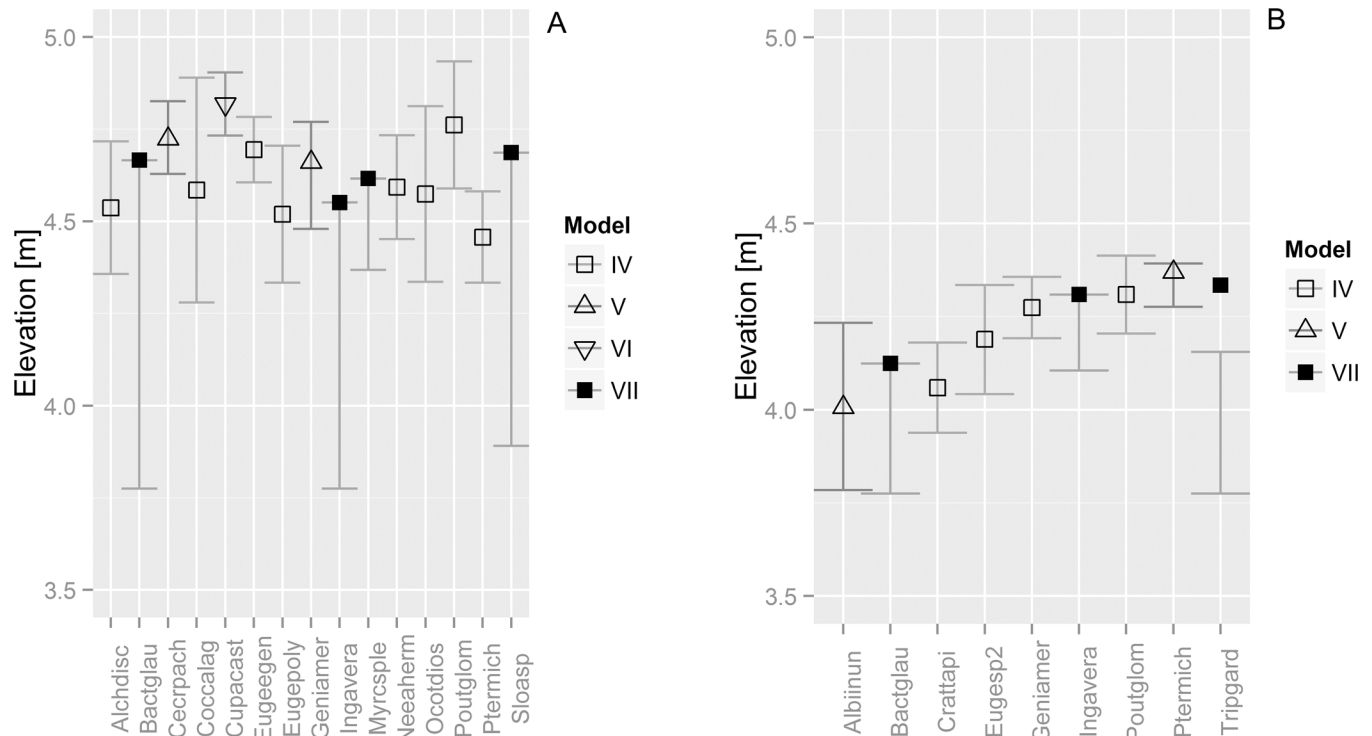 A
5.0
4.5
4.0
3.5
Elevation [m]
Alchdisc
Bactglau
Cecrpach
Coccalag
Cupacast
Eugeegen
Eugepoly
Geniamer
Ingavera
Myrcsple
Neeaherm
Ocotdios
Poutglom
Ptermich
Sloasp
Model
IV
V
VI
VII
B
5.0
4.5
4.0
3.5
Elevation [m]
Albiinun
Bactglau
Crattapi
Eugesp2
Geniamer
Ingavera
Poutglom
Ptermich
Tripgard
Model
IV
V
VII